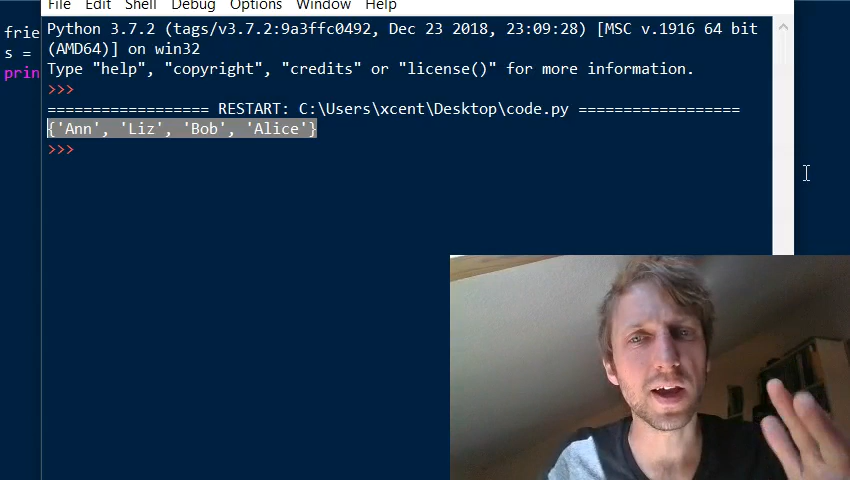 File Edit Shell Debug Options Window Help
frie
s =
prin
Python 3.7.2 (tags/v3.7.2:9a3ffc0492, Dec 23 2018, 23:09:28) [MSC v.1916 64 bit
(AMD64)] on win32
Type "help", "copyright", "credits" or "license()" for more information.
>>>
================== RESTART: C:\Users\xcent\Desktop\code.py ==================
{'Ann', 'Liz', 'Bob', 'Alice'}
>>>